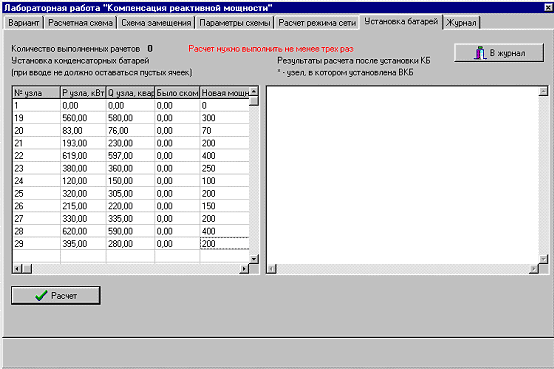 Лабораторная работа "Компенсация реактивной мощности"
Вариант Расчетная схема Схема замещения Параметры схемы Расчет режима сети Установка батарей Журнал
Количество выполненных рачетов 0 Расчет нужно выполнить не менее трех раз В журнал
Установка конденсаторных батарей Результаты расчета после установки КБ
(при вводе не должно оставаться пустых ячеек) * - узел, в котором установлена ВКБ
№ узла P узла, кВт Q узла, квар Было ском Новая мощн
1 0,00 0,00 0,00 0
19 560,00 580,00 0,00 300
20 83,00 76,00 0,00 70
21 193,00 230,00 0,00 200
22 619,00 597,00 0,00 400
23 380,00 360,00 0,00 250
24 120,00 150,00 0,00 100
25 320,00 305,00 0,00 200
26 215,00 220,00 0,00 150
27 330,00 335,00 0,00 200
28 620,00 590,00 0,00 400
29 395,00 280,00 0,00 200
Расчет